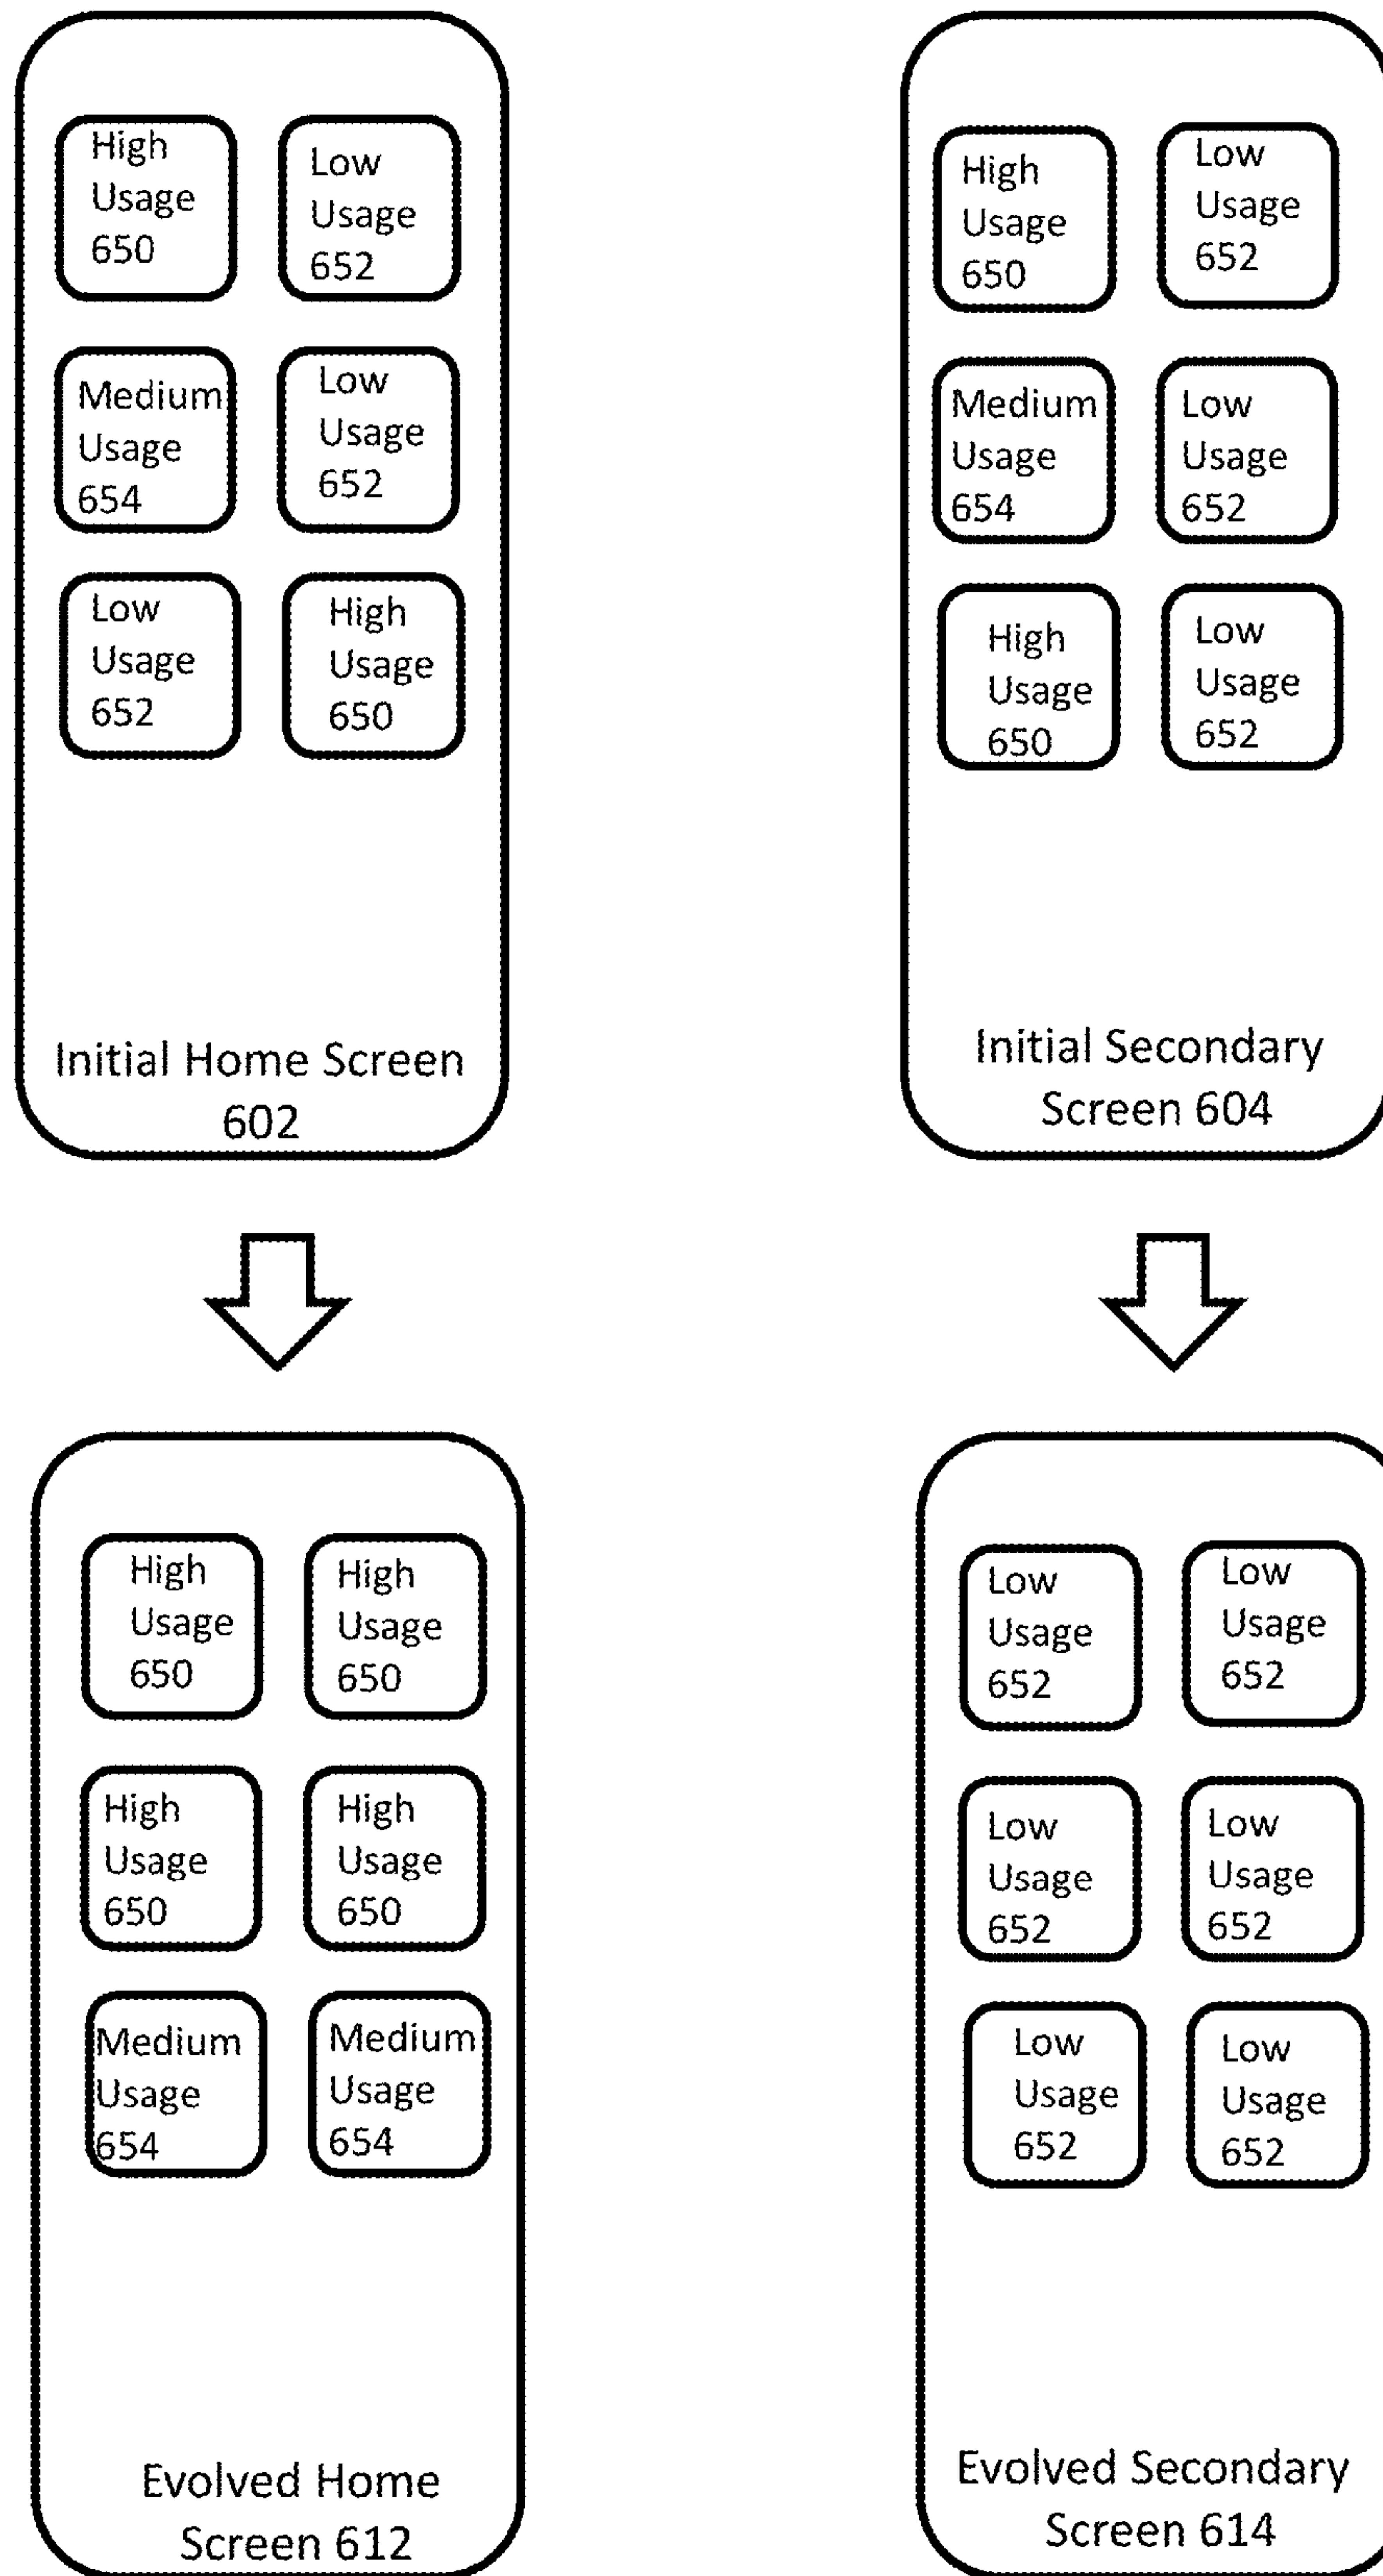 High
Usage
650
Low
Usage
652
Medium
Usage
654
Low
Usage
652
Low
Usage
652
High
Usage
650
Initial Home Screen
602
High
Usage
650
Low
Usage
652
Medium
Usage
654
Low
Usage
652
High
Usage
650
Low
Usage
652
Initial Secondary
Screen 604
High
Usage
650
High
Usage
650
High
Usage
650
High
Usage
650
Medium
Usage
654
Medium
Usage
654
Evolved Home
Screen 612
Low
Usage
652
Low
Usage
652
Low
Usage
652
Low
Usage
652
Low
Usage
652
Low
Usage
652
Evolved Secondary
Screen 614